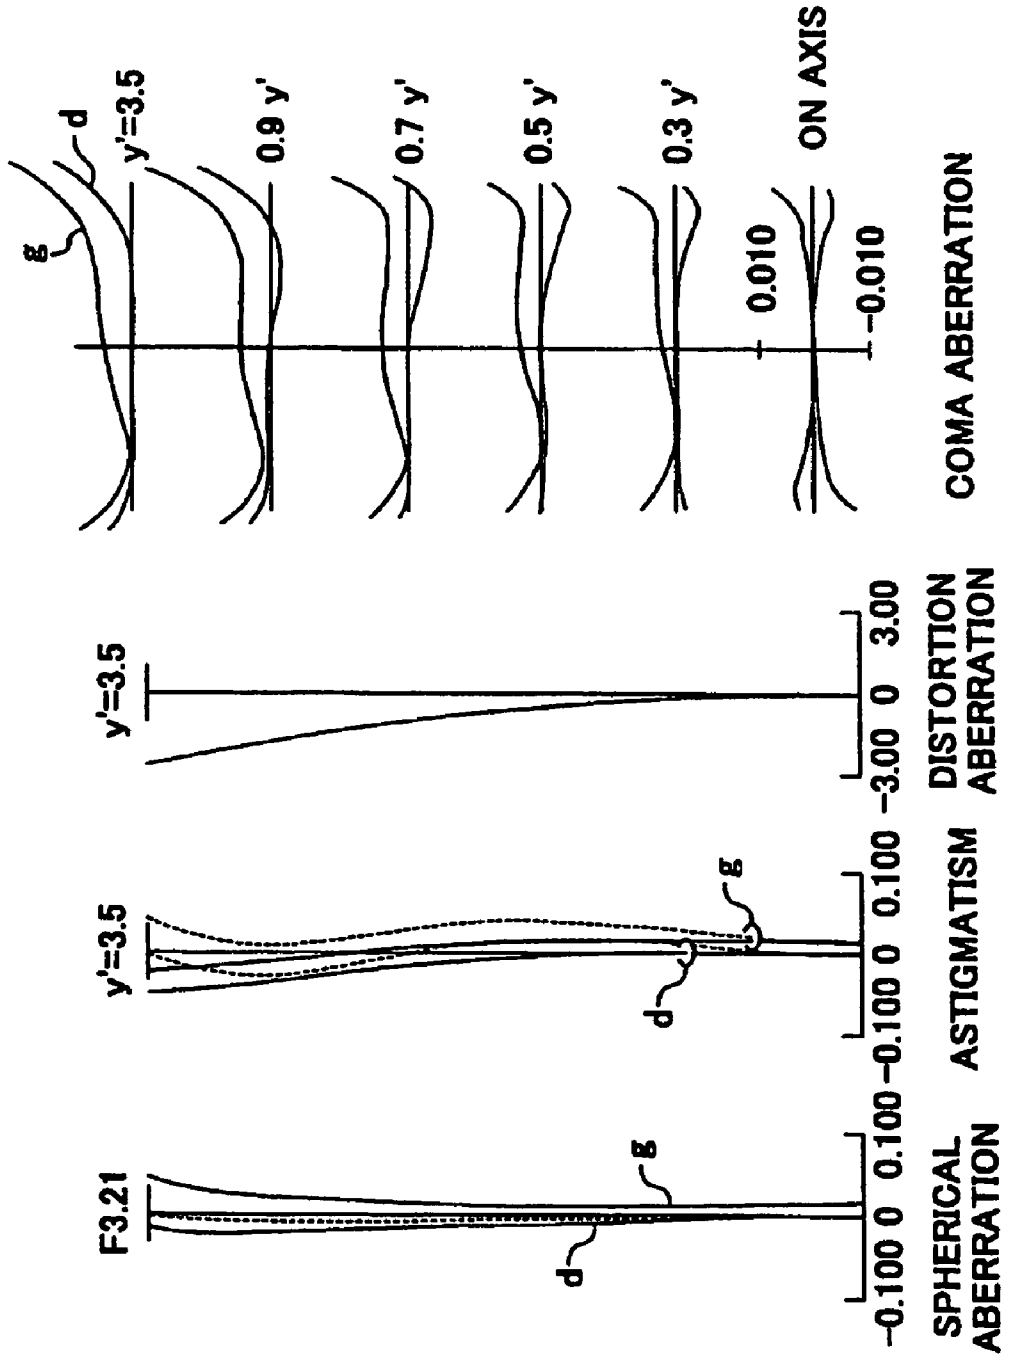 F3.21
g
d
-0.100 0 0.100
SPHERICAL
ABERRATION
y'=3.5
g
d
-0.100 0 0.100
ASTIGMATISM
y'=3.5
-3.00 0 3.00
DISTORTION
ABERRATION
g
d
y'=3.5
0.9 y'
0.7 y'
0.5 y'
0.3 y'
0.010
ON AXIS
-0.010
COMA ABERRATION